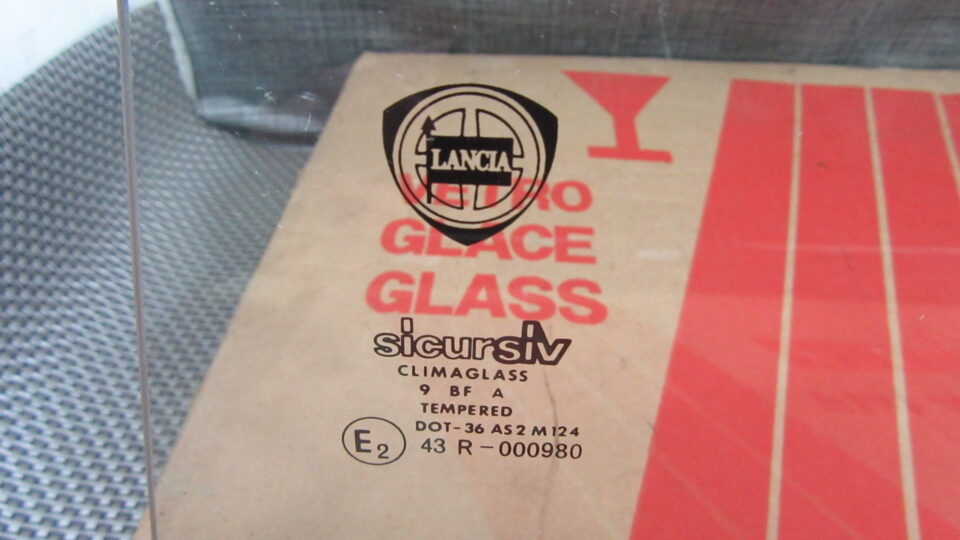 LANCIA
VETRO
GLACE
GLASS
sicursiv
CLIMAGLASS
9 BF A
TEMPERED
DOT-36 AS2 M124
E2 43 R-000980